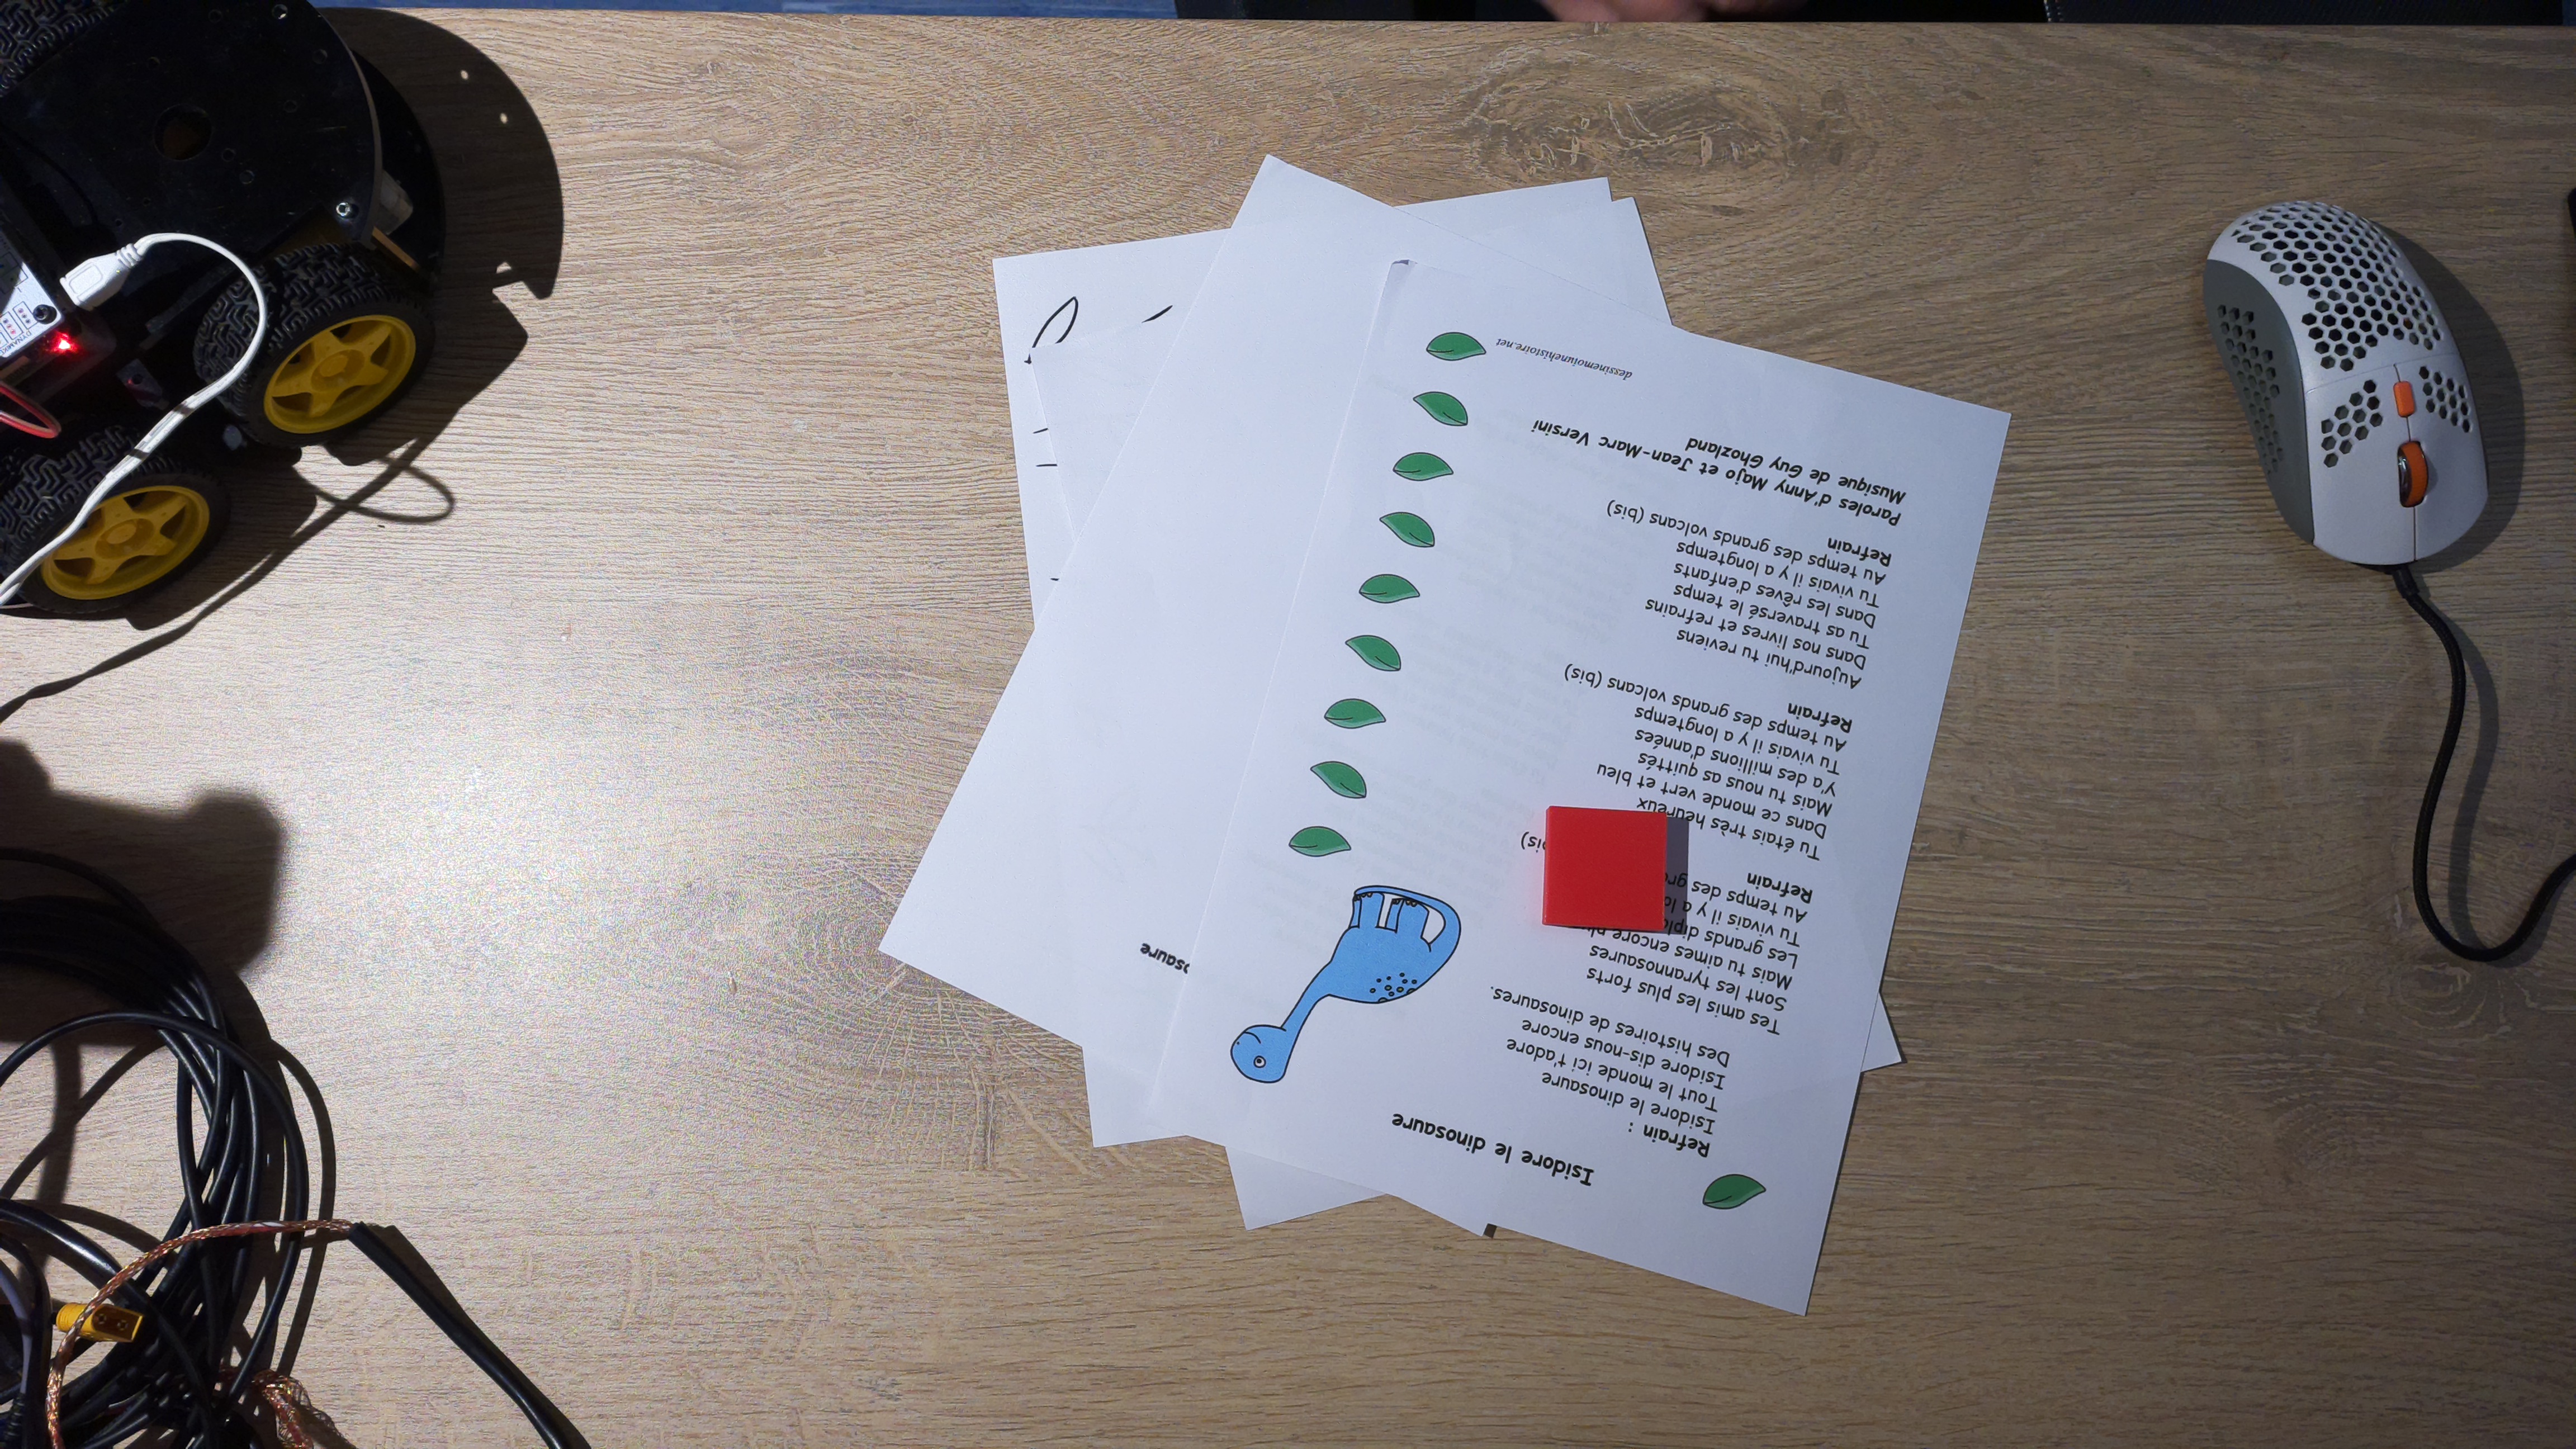 Isidore le dinosaure
Refrain :
Isidore le dinosaure
Tout le monde ici t'adore
Isidore dis-nous encore
Des histoires de dinosaures.
Tes amis les plus forts
Sont les tyrannosaures
Mais tu aimes encore
Les grands
Tu vivais il y a
Au temps des
Refrain
Tu étais très heureux
Dans ce monde vert et bleu
Mais tu nous as quittés
Y'a des millions d'années
Tu vivais il y a longtemps
Au temps des grands volcans (bis)
Refrain
Aujourd'hui tu reviens
Dans nos livres et refrains
Tu as traversé le temps
Dans les rêves d'enfants
Tu vivais il y a longtemps
Au temps des grands volcans (bis)
Refrain
Paroles d'Anny Majo et Jean-Marc Versini
Musique de Guy Ghozland
dessinemoiunehistoire.net
osaure